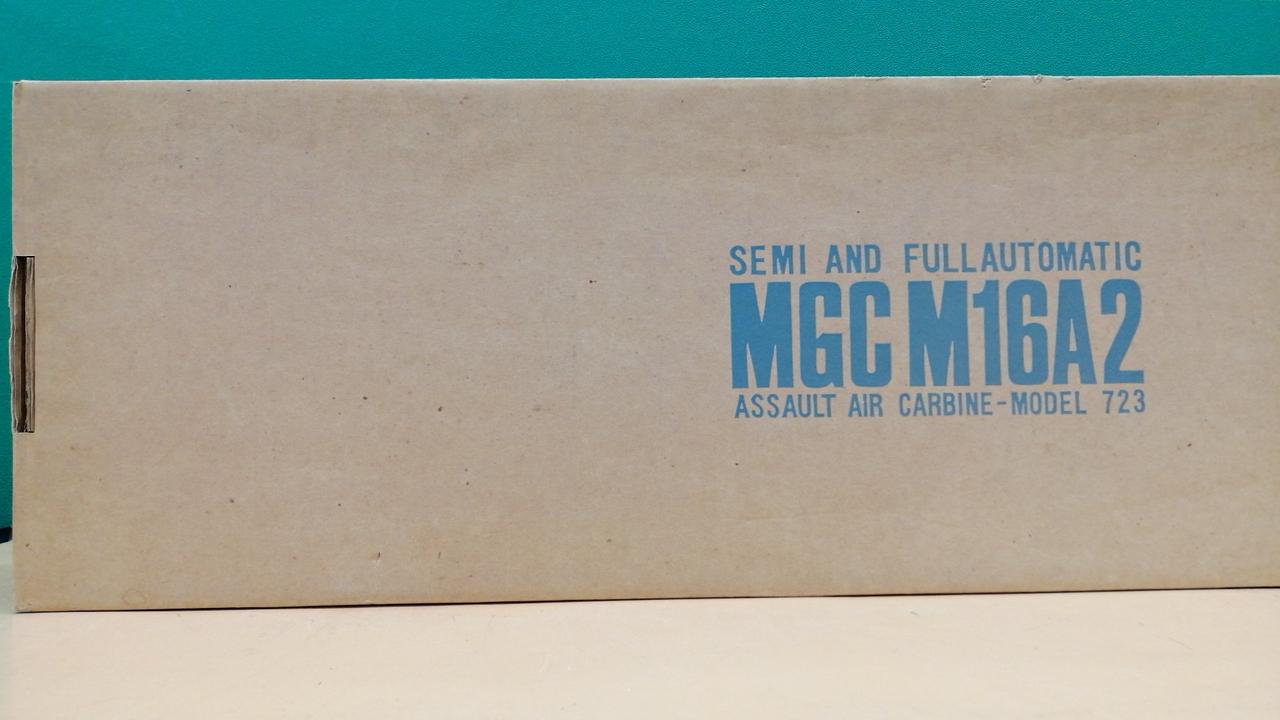 SEMI AND FULLAUTOMATIC
MGC M16A2
ASSAULT AIR CARBINE-MODEL 723